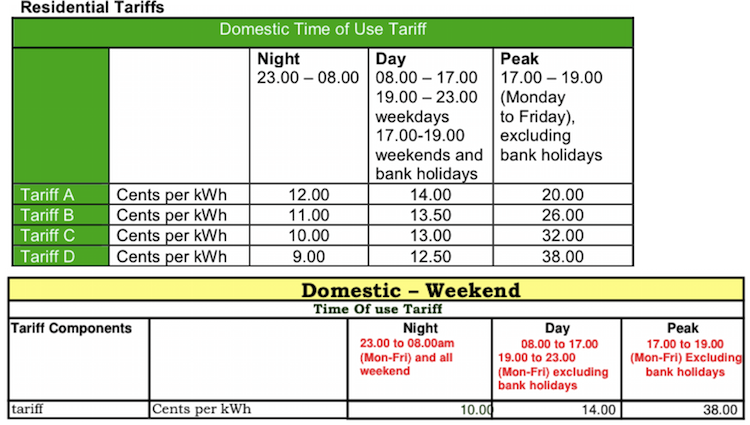 Residential Tariffs
Domestic Time of Use Tariff
Night Day Peak
23.00 – 08.00 08.00 – 17.00 17.00 – 19.00
19.00 – 23.00 (Monday
weekdays to Friday),
17.00-19.00 excluding
weekends and bank holidays
bank holidays
Tariff A Cents per kWh 12.00 14.00 20.00
Tariff B Cents per kWh 11.00 13.50 26.00
Tariff C Cents per kWh 10.00 13.00 32.00
Tariff D Cents per kWh 9.00 12.50 38.00
Domestic – Weekend
Time Of use Tariff
Tariff Components Night Day Peak
23.00 to 08.00am 08.00 to 17.00 17.00 to 19.00
(Mon-Fri) and all 19.00 to 23.00 (Mon-Fri) Excluding
weekend (Mon-Fri) excluding bank holidays
bank holidays
tariff Cents per kWh 10.00 14.00 38.00